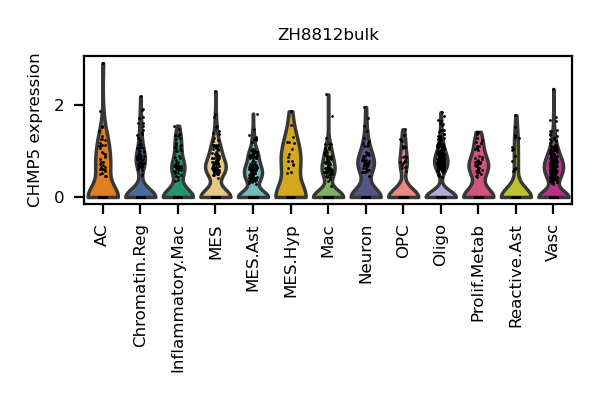 ZH8812bulk
CHMP5 expression
2
0
AC
Chromatin.Reg
Inflammatory.Mac
MES
MES.Ast
MES.Hyp
Mac
Neuron
OPC
Oligo
Prolif.Metab
Reactive.Ast
Vasc